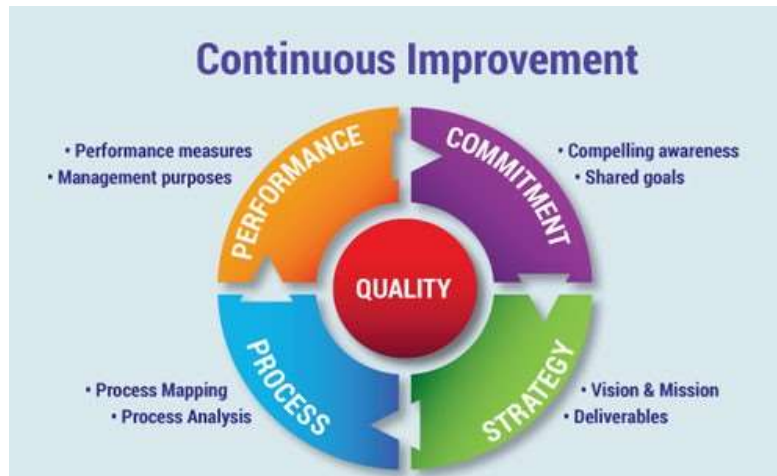 Continuous Improvement
PERFORMANCE
• Performance measures
• Management purposes
COMMITMENT
• Compelling awareness
• Shared goals
QUALITY
PROCESS
• Process Mapping
• Process Analysis
STRATEGY
• Vision & Mission
• Deliverables